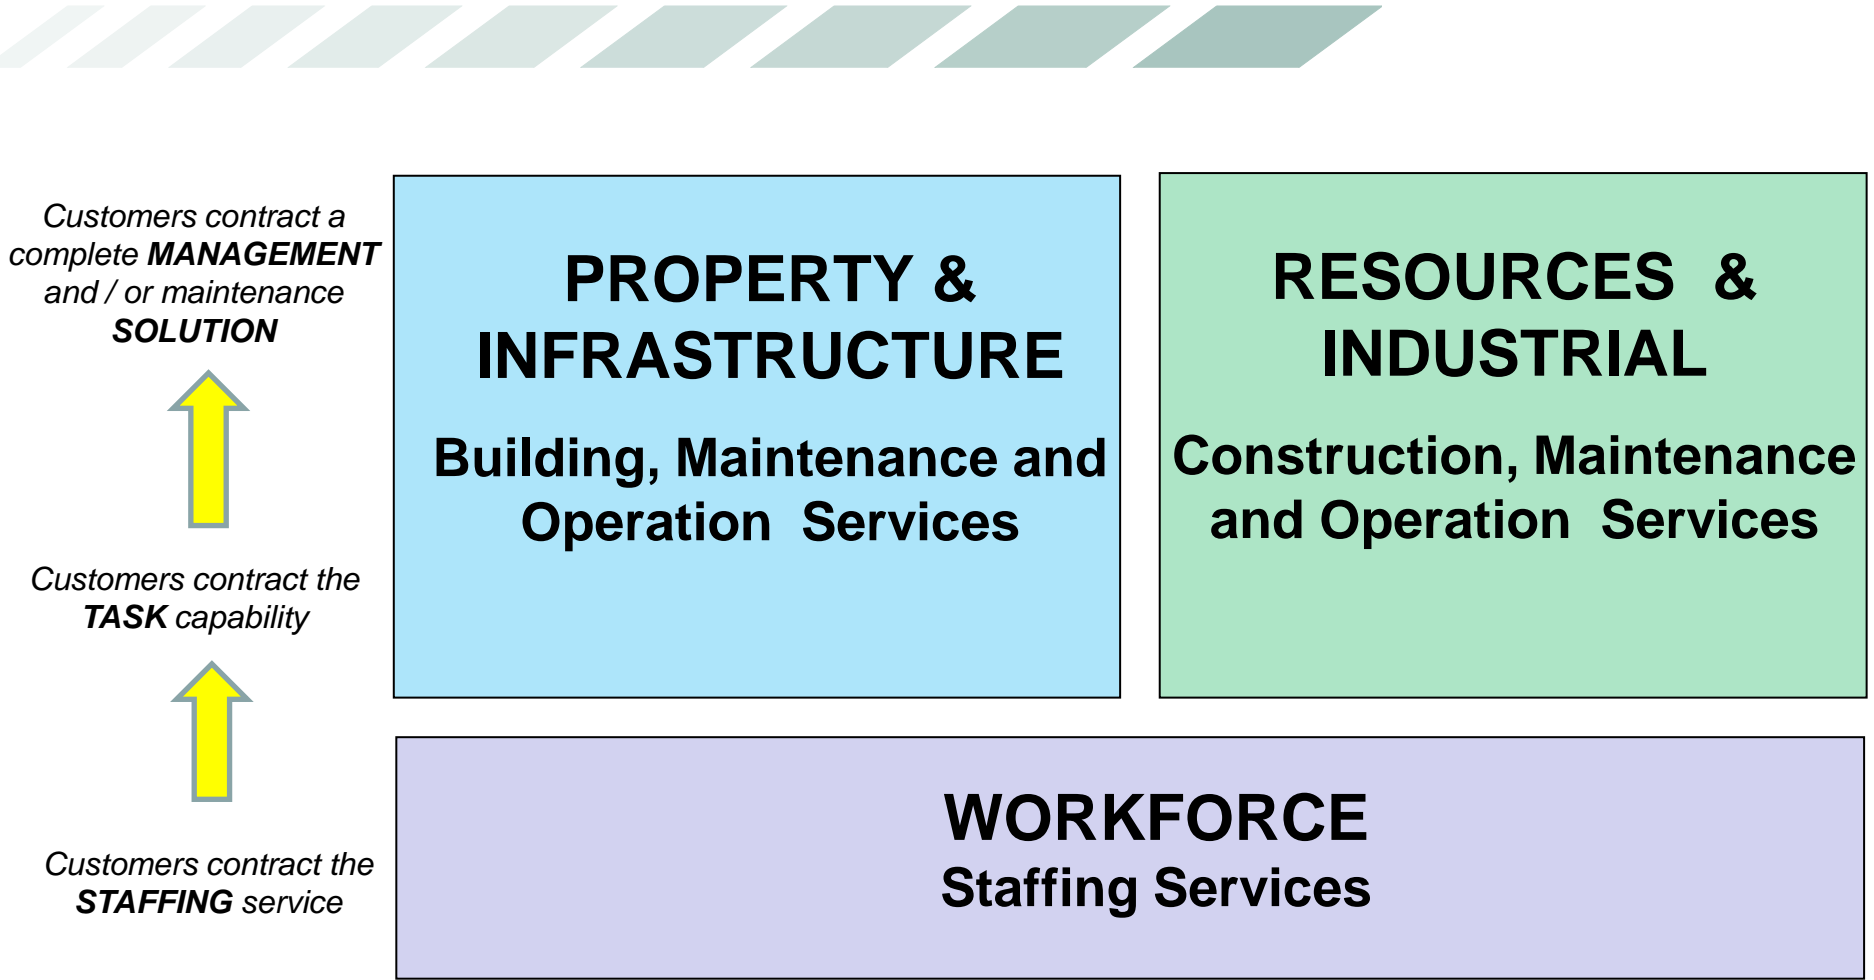 Customers contract a
complete MANAGEMENT
and / or maintenance
SOLUTION
Customers contract the
TASK capability
Customers contract the
STAFFING service
PROPERTY &
INFRASTRUCTURE
Building, Maintenance and
Operation Services
RESOURCES &
INDUSTRIAL
Construction, Maintenance
and Operation Services
WORKFORCE
Staffing Services